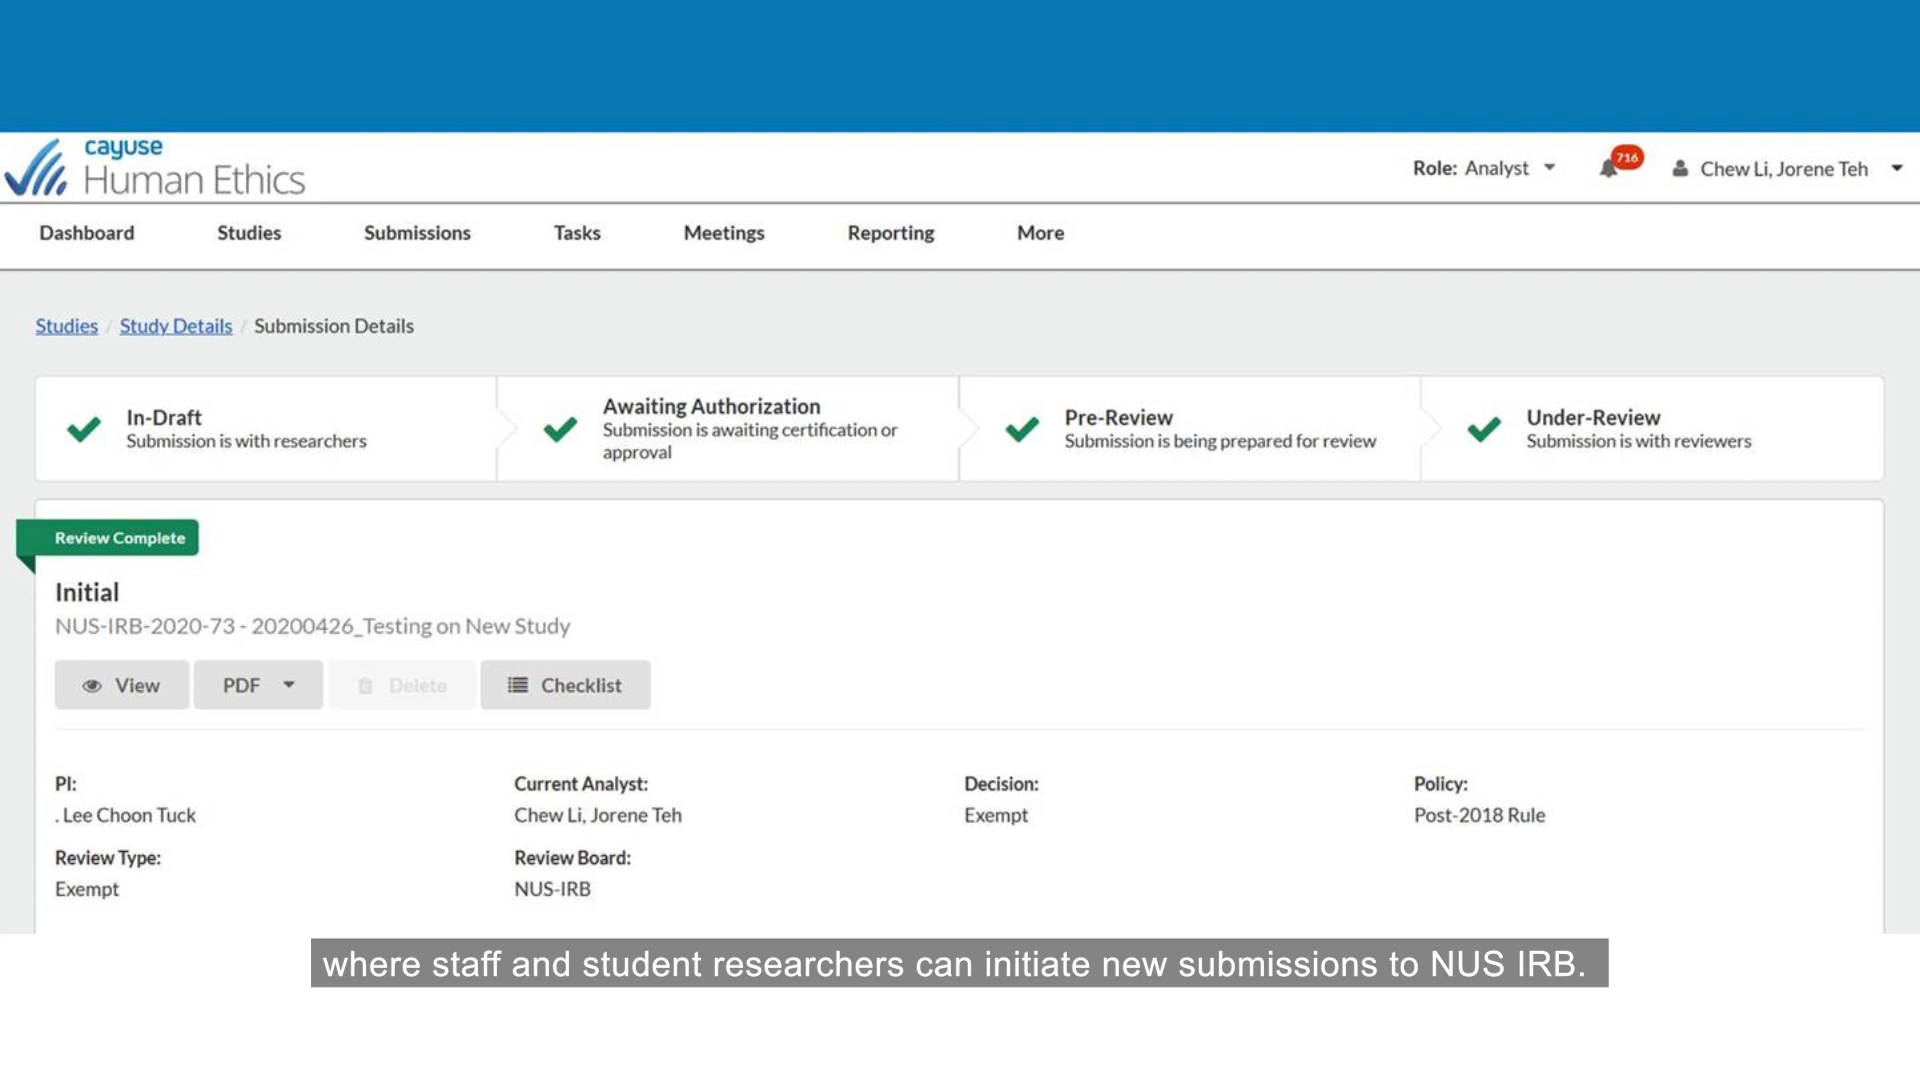 cayuse
Human Ethics
Role: Analyst
716
Chew Li, Jorene Teh
Dashboard Studies Submissions Tasks Meetings Reporting More
Studies / Study Details / Submission Details
In-Draft
Submission is with researchers
Awaiting Authorization
Submission is awaiting certification or
approval
Pre-Review
Submission is being prepared for review
Under-Review
Submission is with reviewers
Review Complete
Initial
NUS-IRB-2020-73 - 20200426_Testing on New Study
View PDF Delete Checklist
PI:
. Lee Choon Tuck
Current Analyst:
Chew Li, Jorene Teh
Decision:
Exempt
Policy:
Post-2018 Rule
Review Type:
Exempt
Review Board:
NUS-IRB
where staff and student researchers can initiate new submissions to NUS IRB.